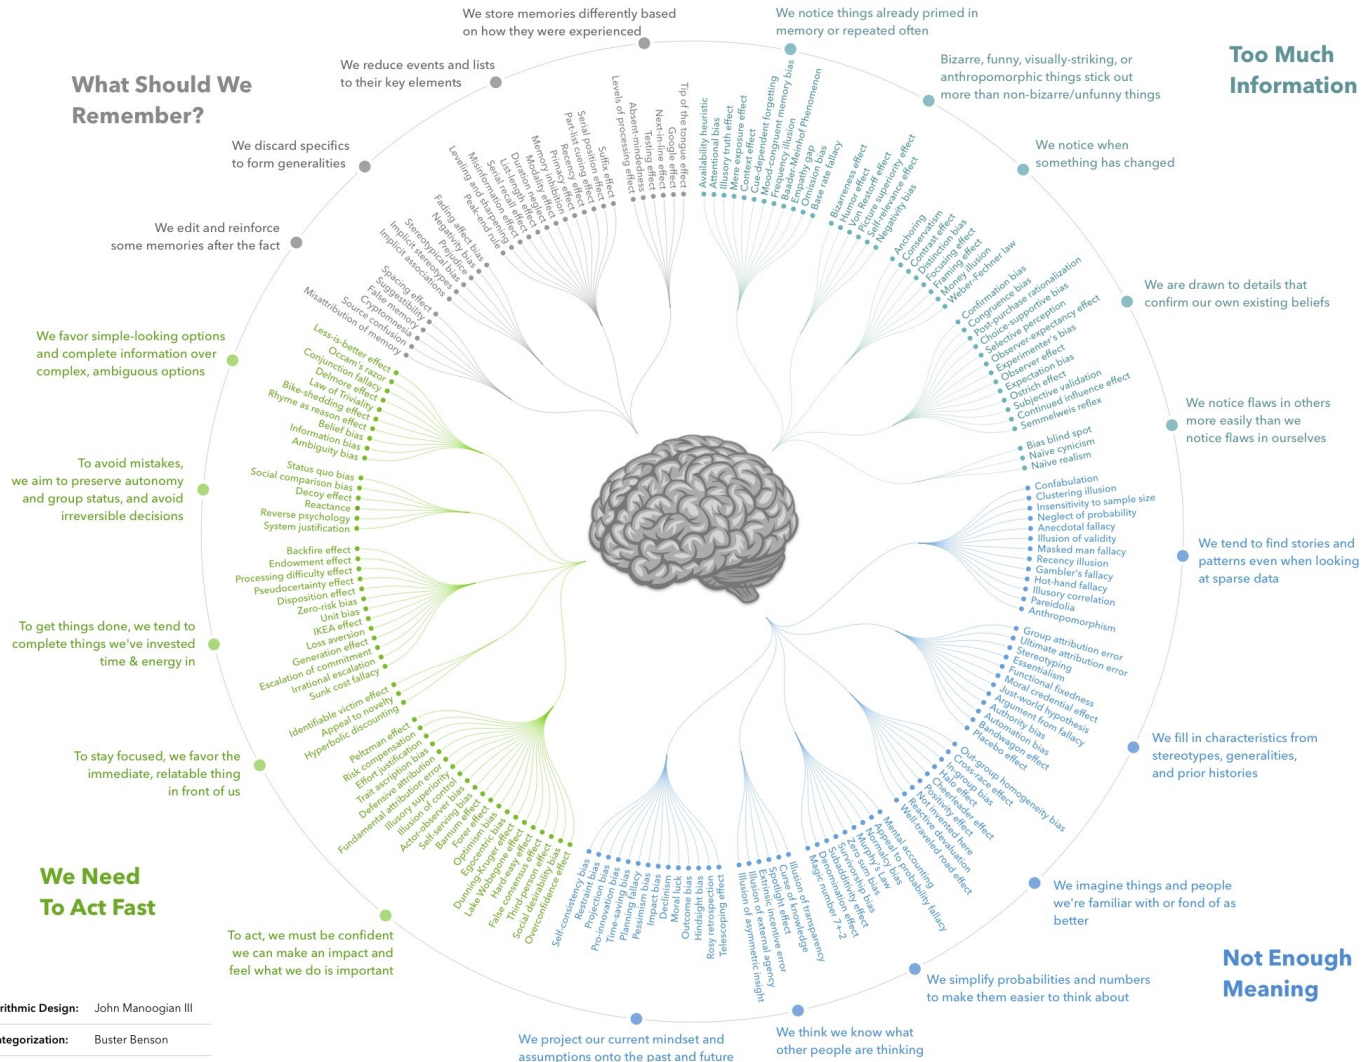 We store memories differently based
on how they were experienced
We notice things already primed in
memory or repeated often
We reduce events and lists
to their key elements
Bizarre, funny, visually-striking, or
anthropomorphic things stick out
more than non-bizarre/unfunny things
What Should We
Remember?
Too Much
Information
We discard specifics
to form generalities
We notice when
something has changed
We edit and reinforce
some memories after the fact
We are drawn to details that
confirm our own existing beliefs
We favor simple-looking options
and complete information over
complex, ambiguous options
We notice flaws in others
more easily than we
notice flaws in ourselves
To avoid mistakes,
we aim to preserve autonomy
and group status, and avoid
irreversible decisions
We tend to find stories and
patterns even when looking
at sparse data
To get things done, we tend to
complete things we've invested
time & energy in
We fill in characteristics from
stereotypes, generalities,
and prior histories
To stay focused, we favor the
immediate, relatable thing
in front of us
We imagine things and people
we're familiar with or fond of as
better
We Need
To Act Fast
To act, we must be confident
we can make an impact and
feel what we do is important
We simplify probabilities and numbers
to make them easier to think about
Not Enough
Meaning
We think we know what
other people are thinking
We project our current mindset and
assumptions onto the past and future
Availability heuristic
Attentional bias
Illusory truth effect
Mere exposure effect
Context effect
Cue-dependent forgetting
Mood-congruent memory bias
Frequency illusion
Baader-Meinhof Phenomenon
Empathy gap
Omission bias
Base rate fallacy
Bizarreness effect
Humor effect
Von Restorff effect
Picture superiority effect
Self-relevance effect
Negativity bias
Anchoring
Conservatism
Contrast effect
Distinction bias
Focusing effect
Framing effect
Money illusion
Weber-Fechner law
Confirmation bias
Congruence bias
Post-purchase rationalization
Choice-supportive bias
Selective perception
Observer-expectancy effect
Experimenter's bias
Observer effect
Expectation bias
Ostrich effect
Subjective validation
Continued influence effect
Semmelweis reflex
Bias blind spot
Naïve cynicism
Naïve realism
Confabulation
Clustering illusion
Insensitivity to sample size
Neglect of probability
Anecdotal fallacy
Illusion of validity
Masked man fallacy
Recency illusion
Gambler's fallacy
Hot-hand fallacy
Illusory correlation
Pareidolia
Anthropomorphism
Group attribution error
Ultimate attribution error
Stereotyping
Essentialism
Functional fixedness
Moral credential effect
Just-world hypothesis
Argument from fallacy
Authority bias
Automation bias
Bandwagon effect
Placebo effect
Out-group homogeneity bias
Cross-race effect
In-group bias
Halo effect
Cheerleader effect
Positivity effect
Not invented here
Reactive devaluation
Well-traveled road effect
Mental accounting
Appeal to probability fallacy
Normalcy bias
Murphy's Law
Zero sum bias
Survivorship bias
Subadditivity effect
Denomination effect
Magic number 7+-2
Illusion of transparency
Curse of knowledge
Spotlight effect
Extrinsic incentive error
Illusion of external agency
Illusion of asymmetric insight
Telescoping effect
Rosy retrospection
Hindsight bias
Outcome bias
Moral luck
Declinism
Impact bias
Pessimism bias
Planning fallacy
Time-saving bias
Pro-innovation bias
Projection bias
Restraint bias
Self-consistency bias
Overconfidence effect
Social desirability bias
Third-person effect
False consensus effect
Hard-easy effect
Lake Wobegone effect
Dunning-Kruger effect
Egocentric bias
Optimism bias
Forer effect
Barnum effect
Self-serving bias
Actor-observer bias
Illusion of control
Illusory superiority
Fundamental attribution error
Defensive attribution
Trait ascription bias
Effort justification
Risk compensation
Peltzman effect
Hyperbolic discounting
Appeal to novelty
Identifiable victim effect
Sunk cost fallacy
Irrational escalation
Escalation of commitment
Generation effect
Loss aversion
IKEA effect
Unit bias
Zero-risk bias
Disposition effect
Pseudocertainty effect
Processing difficulty effect
Endowment effect
Backfire effect
System justification
Reverse psychology
Reactance
Decoy effect
Social comparison bias
Status quo bias
Ambiguity bias
Information bias
Belief bias
Rhyme as reason effect
Bike-shedding effect
Law of Triviality
Delmore effect
Conjunction fallacy
Occam's razor
Less-is-better effect
Misattribution of memory
Source confusion
Cryptomnesia
False memory
Suggestibility
Spacing effect
Implicit associations
Implicit stereotypes
Stereotypical bias
Prejudice
Negativity bias
Fading affect bias
Peak-end rule
Leveling and sharpening
Misinformation effect
Serial recall effect
List-length effect
Duration neglect
Modality effect
Memory inhibition
Primacy effect
Recency effect
Part-list cueing effect
Serial position effect
Suffix effect
Levels of processing effect
Absent-mindedness
Testing effect
Next-in-line effect
Google effect
Tip of the tongue effect
rithmic Design: John Manoogian III
tegorization: Buster Benson